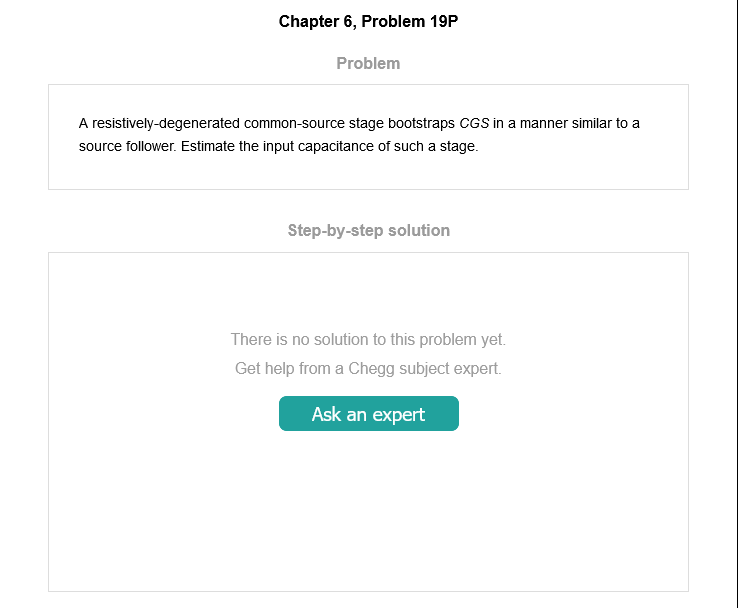 Chapter 6, Problem 19P
Problem
A resistively-degenerated common-source stage bootstraps CGS in a manner similar to a
source follower. Estimate the input capacitance of such a stage.
Step-by-step solution
There is no solution to this problem yet.
Get help from a Chegg subject expert.
Ask an expert